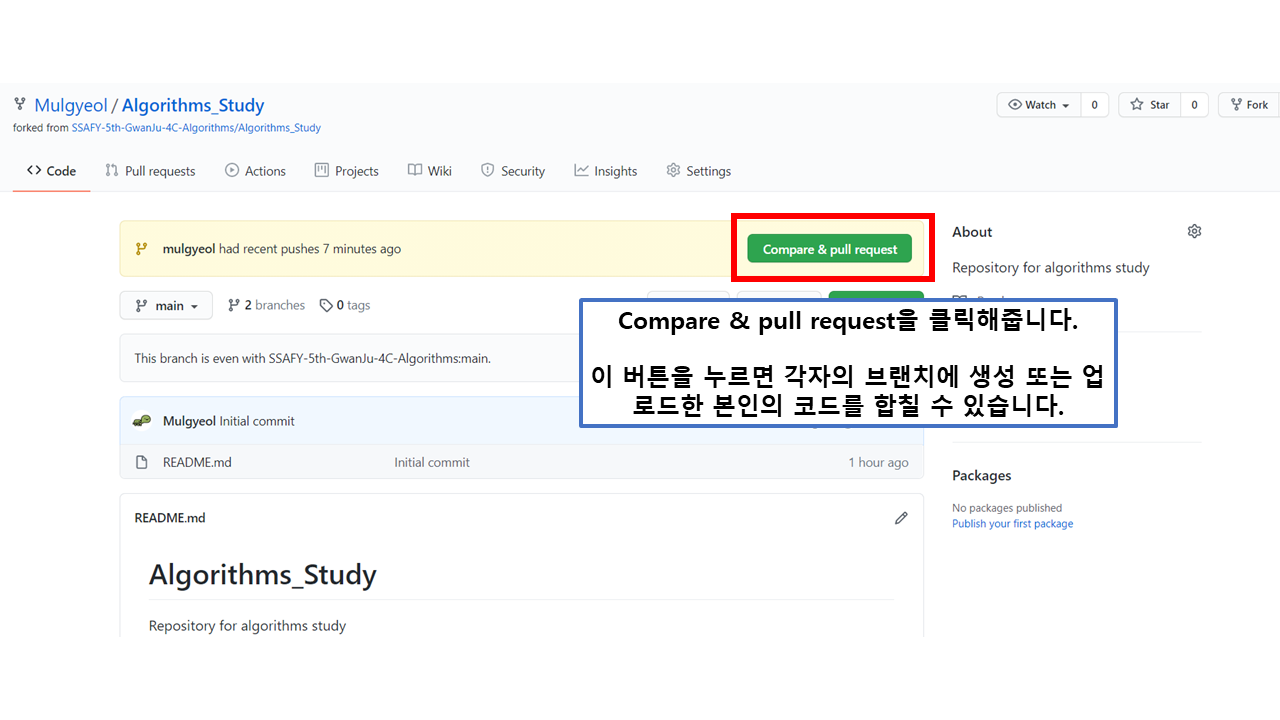 Mulgyeol / Algorithms_Study
forked from SSAFY-5th-GwanJu-4C-Algorithms/Algorithms_Study
Watch 0 Star 0 Fork
Code Pull requests Actions Projects Wiki Security Insights Settings
mulgyeol had recent pushes 7 minutes ago
Compare & pull request
main 2 branches 0 tags
Compare & pull request을 클릭해줍니다.
이 버튼을 누르면 각자의 브랜치에 생성 또는 업
로드한 본인의 코드를 합칠 수 있습니다.
This branch is even with SSAFY-5th-GwanJu-4C-Algorithms:main.
Mulgyeol Initial commit
README.md Initial commit 1 hour ago
README.md
Algorithms_Study
Repository for algorithms study
About
Repository for algorithms study
Packages
No packages published
Publish your first package